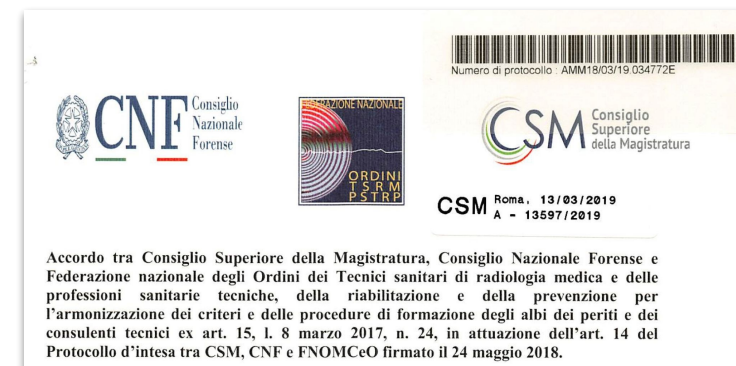 Numero di protocollo : AMM18/03/19.034772E
CNF Consiglio
Nazionale
Forense
FEDERAZIONE NAZIONALE
ORDINI
TSRM
PSTRP
CSM Consiglio
Superiore
della Magistratura
CSM Roma, 13/03/2019
A - 13597/2019
Accordo tra Consiglio Superiore della Magistratura, Consiglio Nazionale Forense e
Federazione nazionale degli Ordini dei Tecnici sanitari di radiologia medica e delle
professioni sanitarie tecniche, della riabilitazione e della prevenzione per
l’armonizzazione dei criteri e delle procedure di formazione degli albi dei periti e dei
consulenti tecnici ex art. 15, l. 8 marzo 2017, n. 24, in attuazione dell’art. 14 del
Protocollo d’intesa tra CSM, CNF e FNOMCeO firmato il 24 maggio 2018.